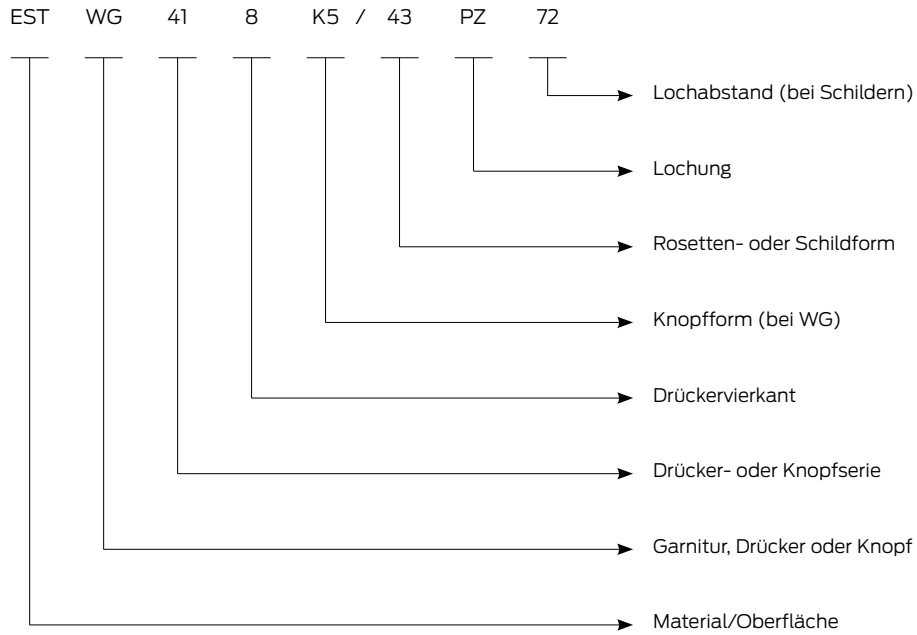 EST WG 41 8 K5 / 43 PZ 72
Lochabstand (bei Schildern)
Lochung
Rosetten- oder Schildform
Knopfform (bei WG)
Drückervierkant
Drücker- oder Knopfserie
Garnitur, Drücker oder Knopf
Material/Oberfläche